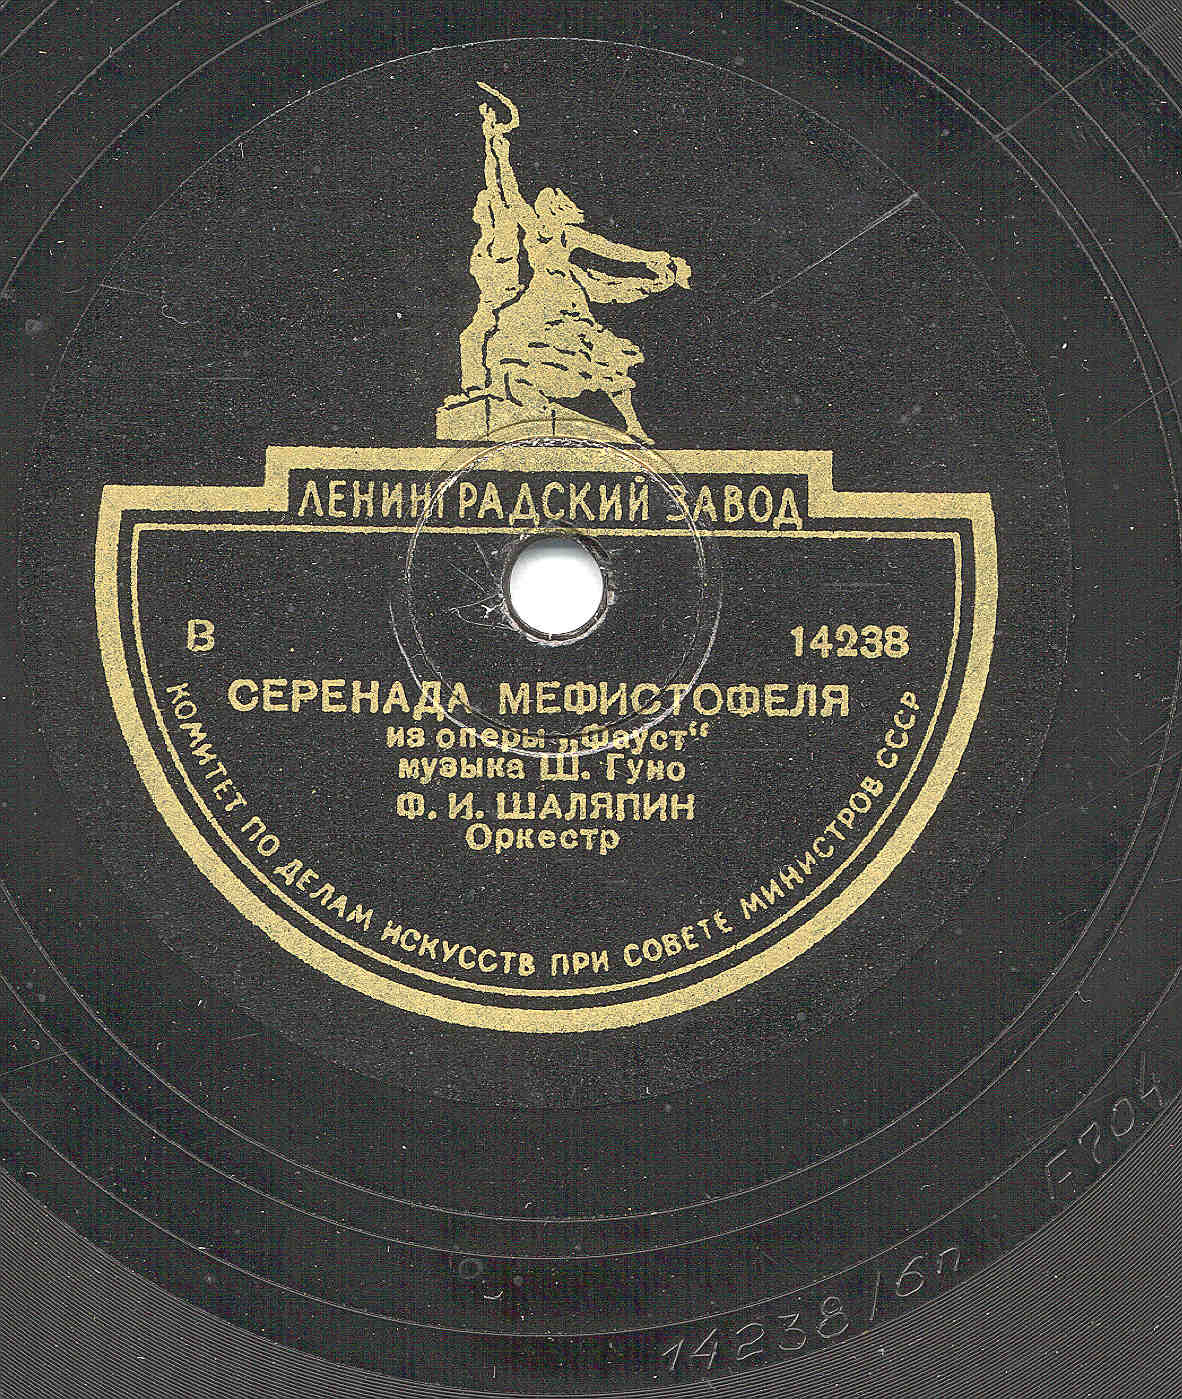 ЛЕНИНГРАДСКИЙ ЗАВОД
В 14238
СЕРЕНАДА МЕФИСТОФЕЛЯ
из оперы „Фауст“
музыка Ш. Гуно
Ф. И. ШАЛЯПИН
Оркестр
КОМИТЕТ ПО ДЕЛАМ ИСКУССТВ ПРИ СОВЕТЕ МИНИСТРОВ СССР
14238/6п
F704